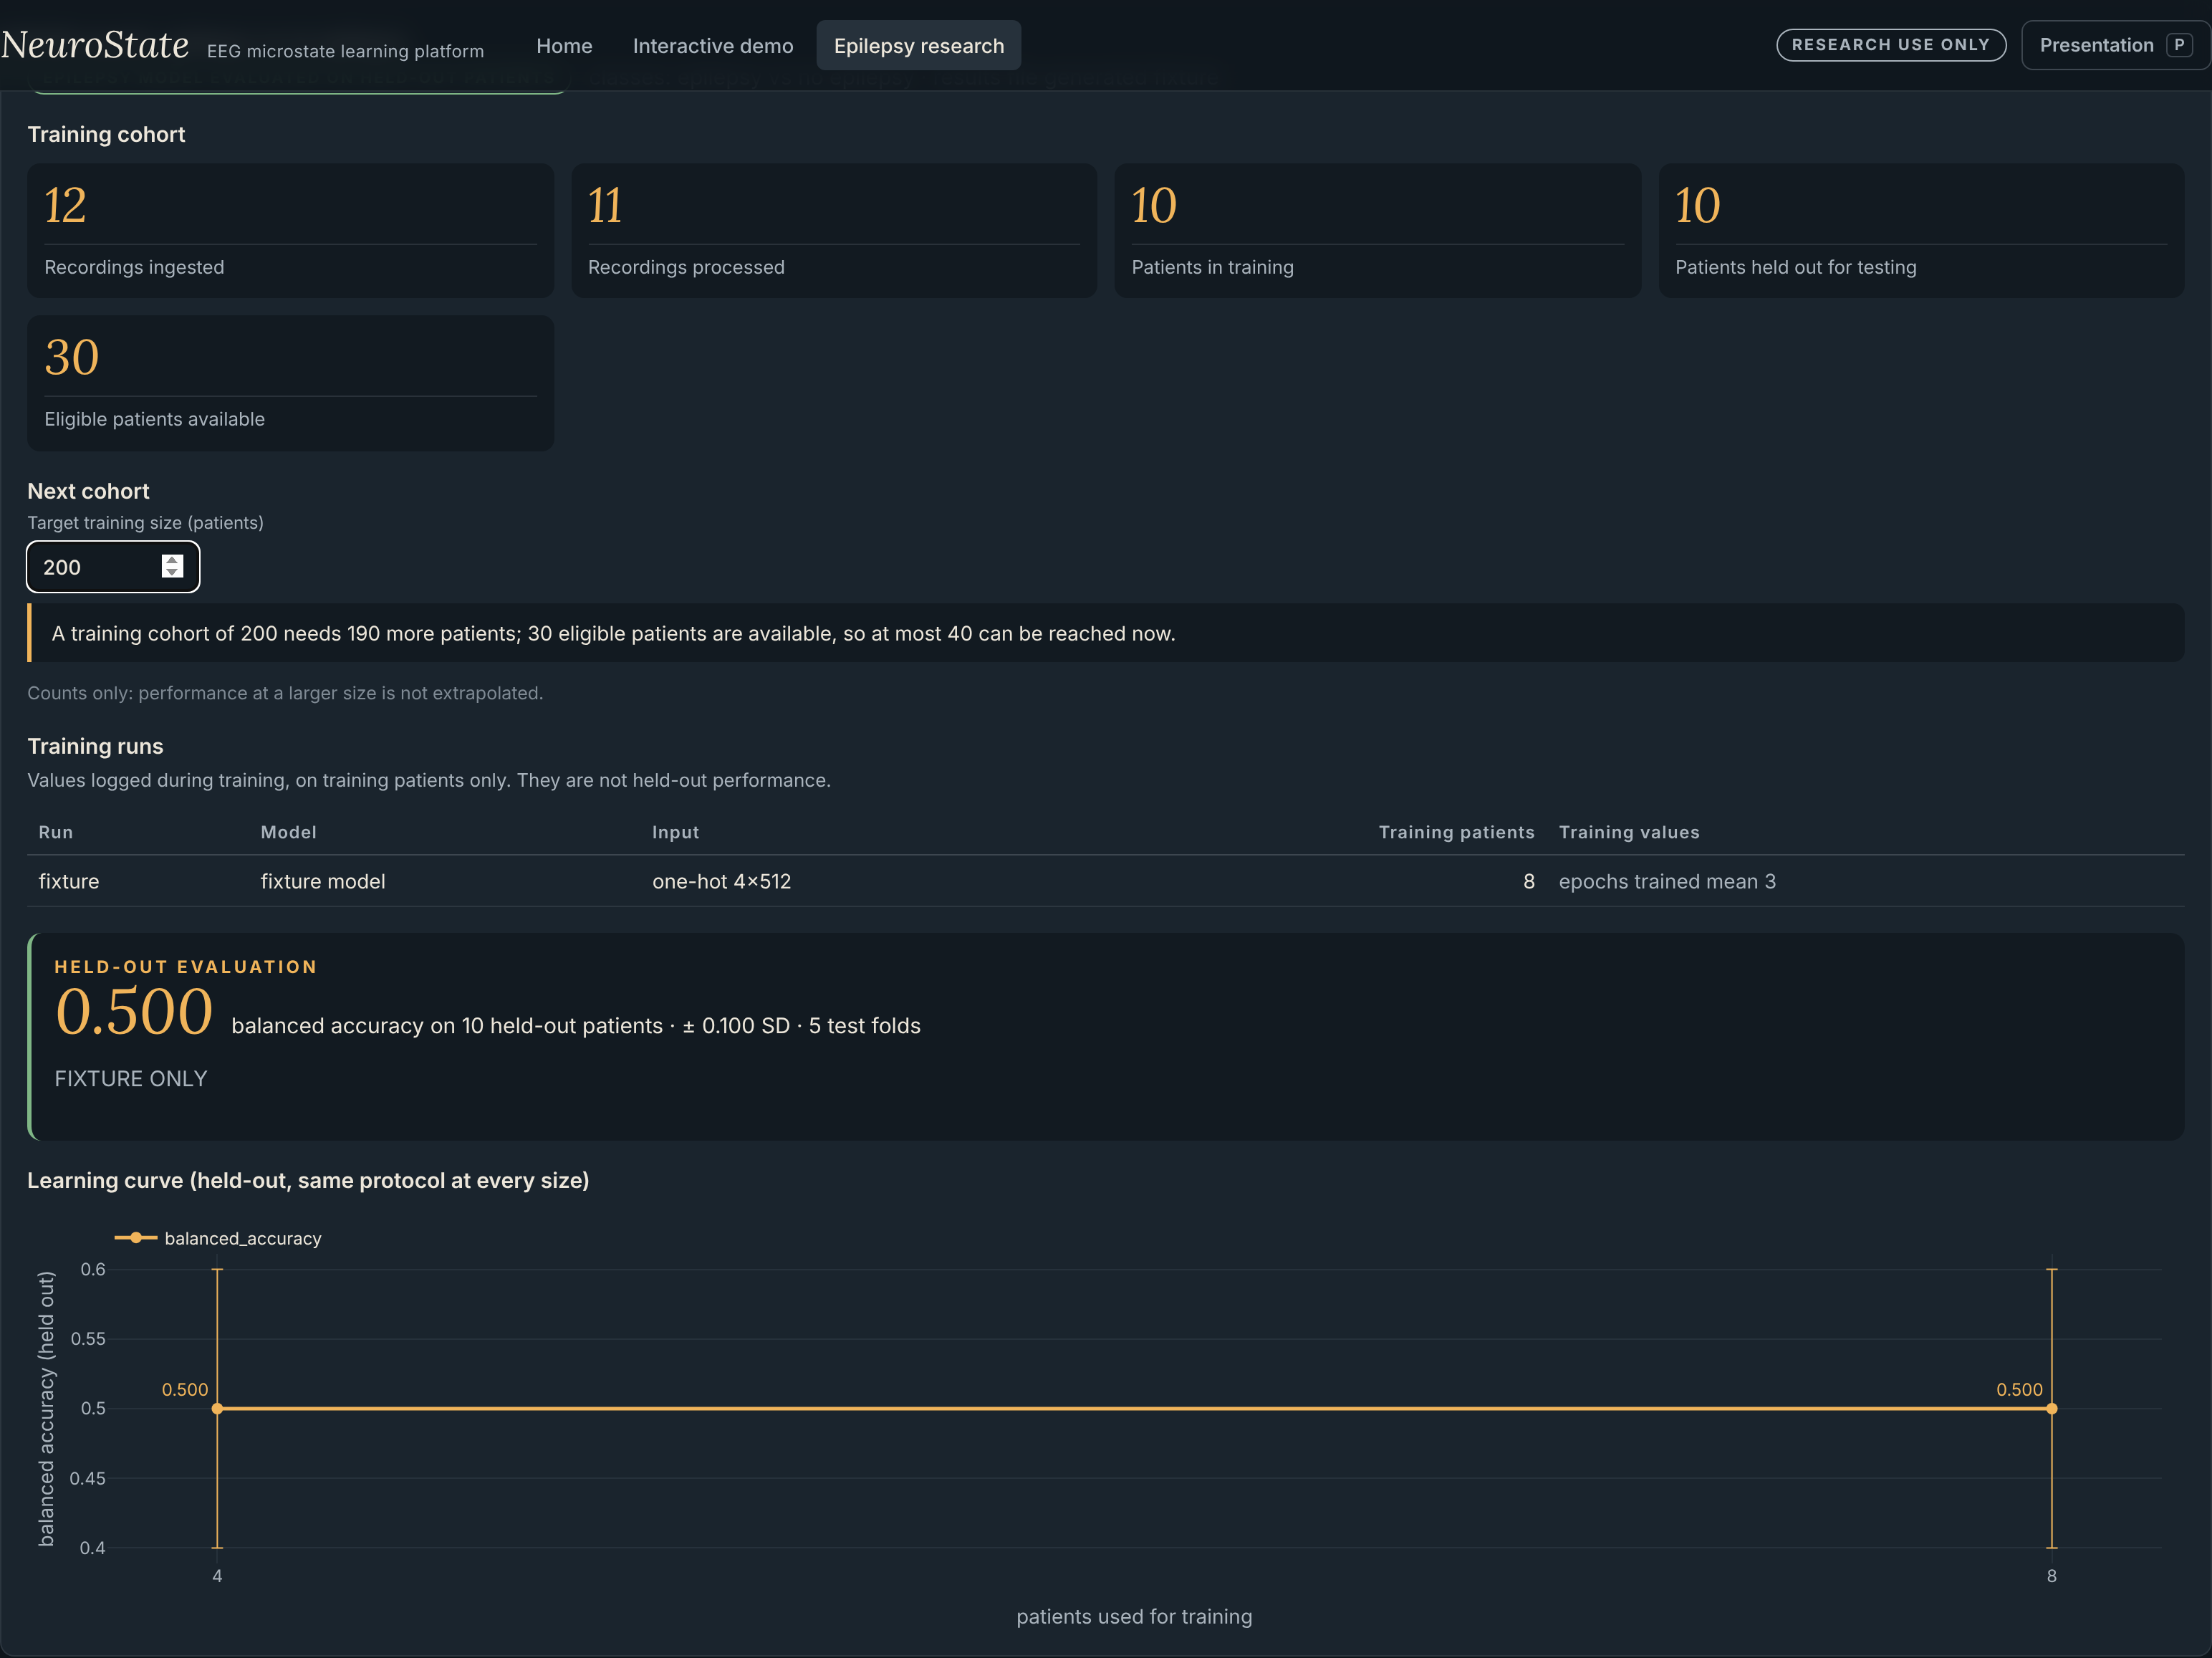 NeuroState EEG microstate learning platform Home Interactive demo Epilepsy research RESEARCH USE ONLY Presentation P
Training cohort
12
Recordings ingested
11
Recordings processed
10
Patients in training
10
Patients held out for testing
30
Eligible patients available
Next cohort
Target training size (patients)
200
A training cohort of 200 needs 190 more patients; 30 eligible patients are available, so at most 40 can be reached now.
Counts only: performance at a larger size is not extrapolated.
Training runs
Values logged during training, on training patients only. They are not held-out performance.
Run Model Input Training patients Training values
fixture fixture model one-hot 4×512 8 epochs trained mean 3
HELD-OUT EVALUATION
0.500 balanced accuracy on 10 held-out patients · ± 0.100 SD · 5 test folds
FIXTURE ONLY
Learning curve (held-out, same protocol at every size)
balanced_accuracy
balanced accuracy (held out)
0.6
0.55
0.500 0.500
0.5
0.45
0.4
4 8
patients used for training